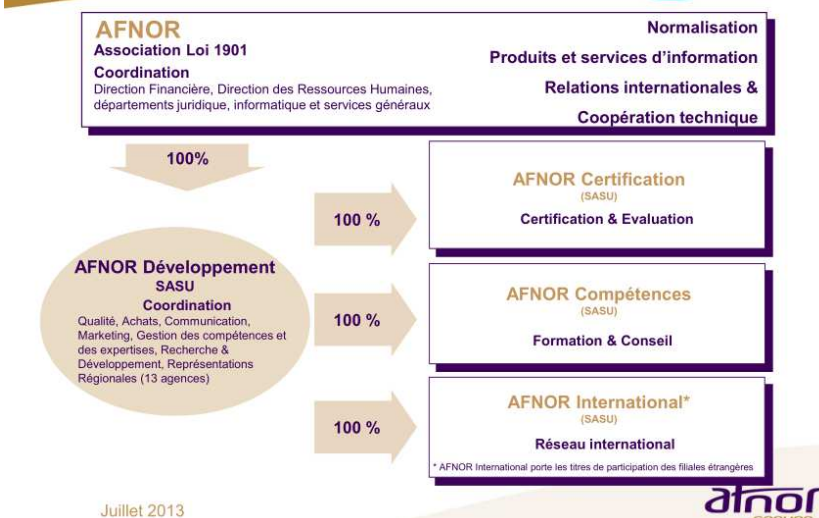 AFNOR
Association Loi 1901
Coordination
Direction Financière, Direction des Ressources Humaines,
départements juridique, informatique et services généraux
Normalisation
Produits et services d'information
Relations internationales &
Coopération technique
100%
AFNOR Développement
SASU
Coordination
Qualité, Achats, Communication,
Marketing, Gestion des compétences et
des expertises, Recherche &
Développement, Représentations
Régionales (13 agences)
100 %
AFNOR Certification
(SASU)
Certification & Evaluation
100 %
AFNOR Compétences
(SASU)
Formation & Conseil
100 %
AFNOR International*
(SASU)
Réseau international
* AFNOR International porte les titres de participation des filiales étrangères
Juillet 2013
afnor